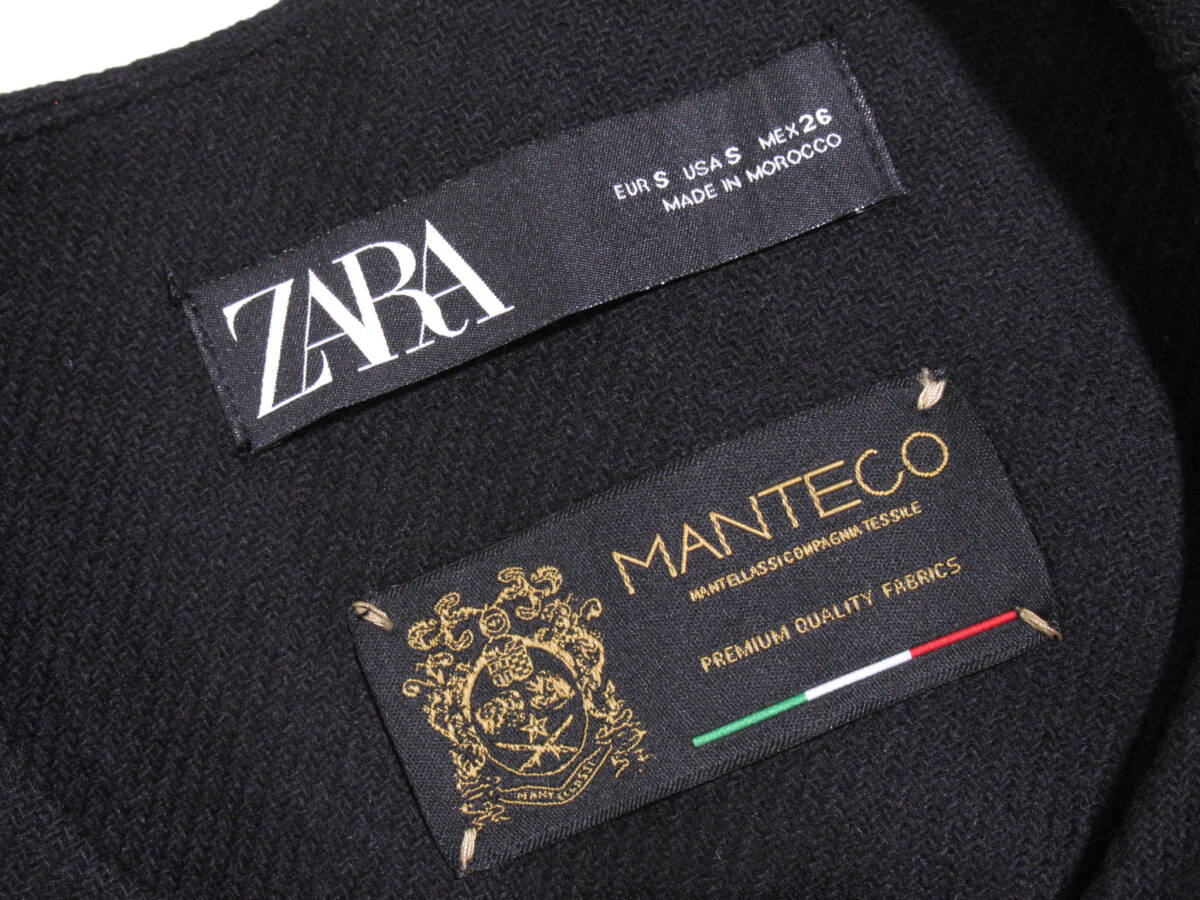 ZARA
EUR S USA S MEX 26
MADE IN MOROCCO
MANTECO
MANTELLASSI COMPAGNIA TESSILE
PREMIUM QUALITY FABRICS